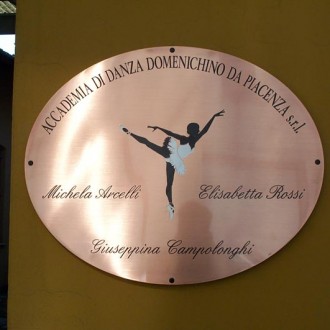 ACCADEMIA DI DANZA DOMENICHINO DA PIACENZA s.r.l.
Michela Arcelli
Elisabetta Rossi
Giuseppina Campolonghi